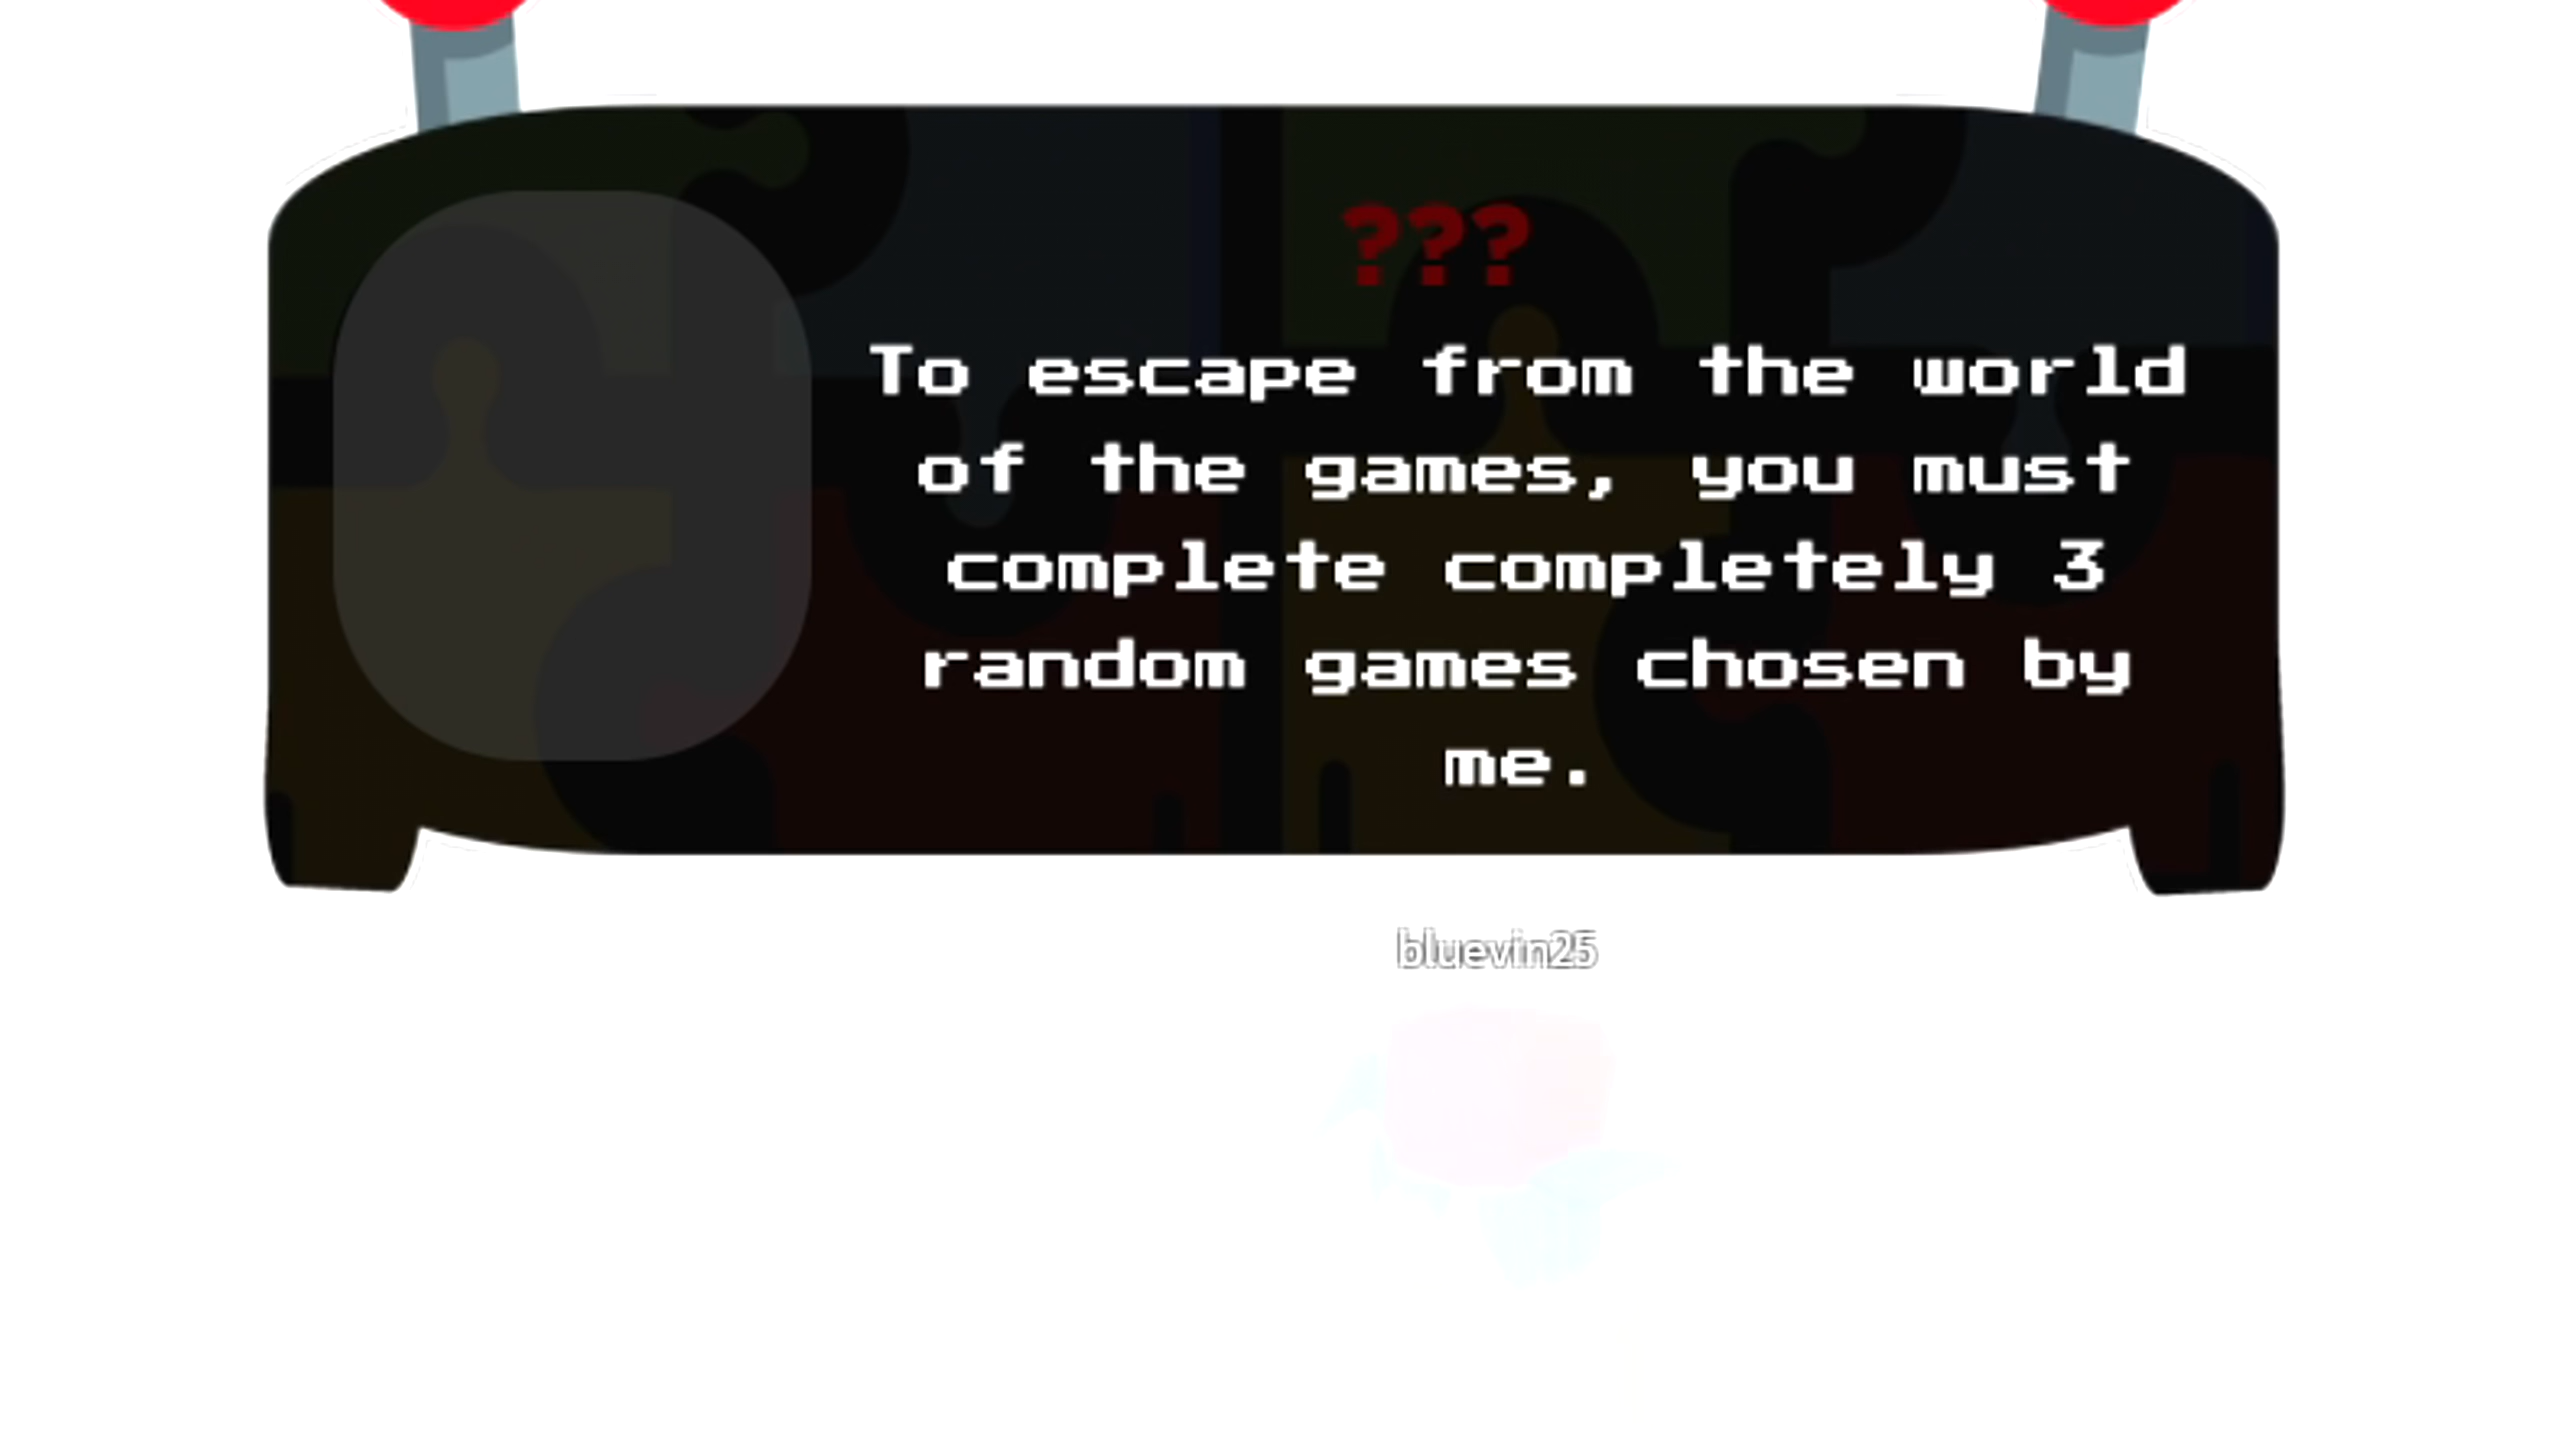 ???
To escape from the world
of the games, you must
complete completely 3
random games chosen by
me.
bluevin25